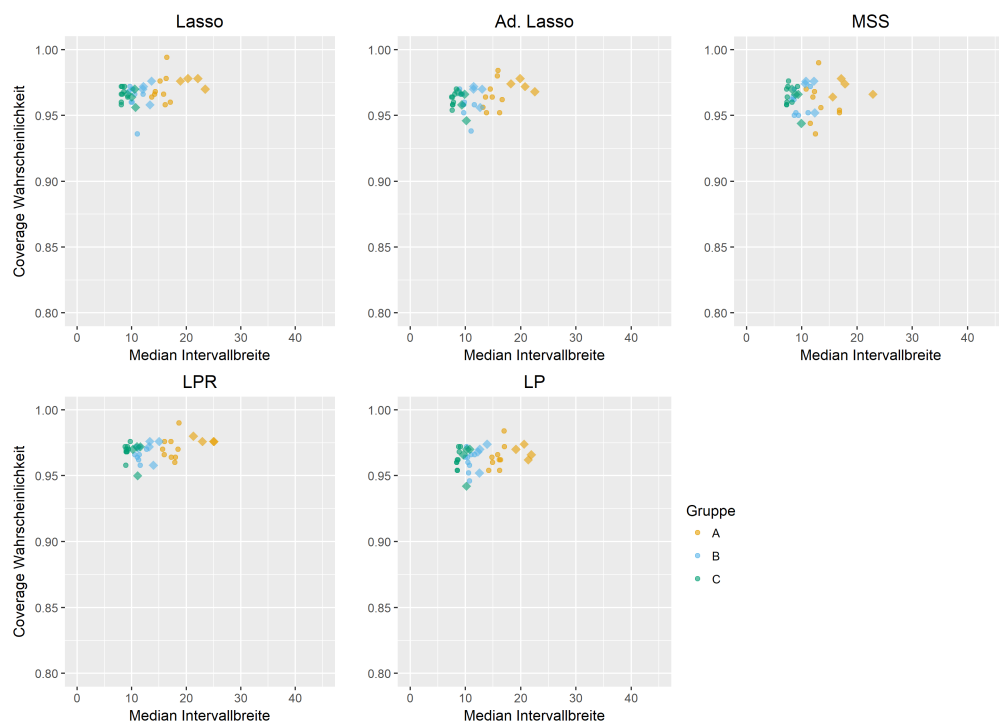 Lasso
Ad. Lasso
MSS
Coverage Wahrscheinlichkeit
1.00
0.95
0.90
0.85
0.80
0 10 20 30 40
Median Intervallbreite
1.00
0.95
0.90
0.85
0.80
0 10 20 30 40
Median Intervallbreite
1.00
0.95
0.90
0.85
0.80
0 10 20 30 40
Median Intervallbreite
LPR
LP
Coverage Wahrscheinlichkeit
1.00
0.95
0.90
0.85
0.80
0 10 20 30 40
Median Intervallbreite
1.00
0.95
0.90
0.85
0.80
0 10 20 30 40
Median Intervallbreite
Gruppe
A
B
C